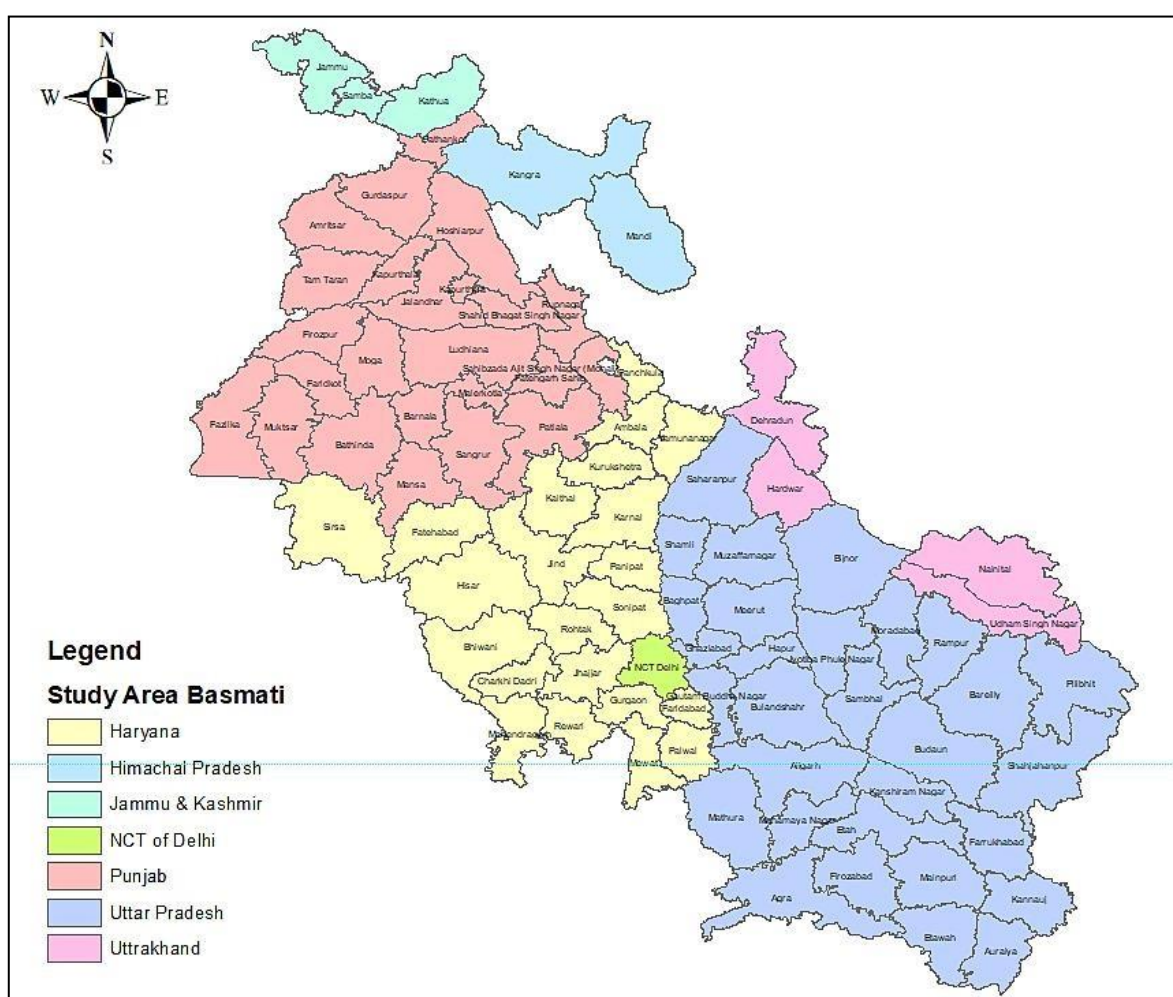 N
W E
S
Jammu
Samba
Kathua
Pathankot
Kangra
Gurdaspur
Mandi
Amritsar
Hoshiarpur
Tarn Taran
Kapurthala
Kapurthala
Jalandhar
Rupnagar
Shahid Bhagat Singh Nagar
Firozpur
Moga
Ludhiana
Sahibzada Ajit Singh Nagar (Mohali)
Fatehgarh Sahib
Panchkula
Faridkot
Malerkotla
Fazilka
Muktsar
Barnala
Patiala
Ambala
Yamunanagar
Dehradun
Bathinda
Sangrur
Kurukshetra
Saharanpur
Hardwar
Mansa
Kaithal
Sirsa
Fatehabad
Karnal
Shamli
Muzaffarnagar
Bijnor
Jind
Panipat
Nainital
Hisar
Baghpat
Meerut
Sonipat
Udham Singh Nagar
Rohtak
Moradabad
Rampur
Bhiwani
Ghaziabad
Hapur
Jyotiba Phule Nagar
NCT Delhi
Jhajjar
Charkhi Dadri
Pilibhit
Bareilly
Gautam Buddha Nagar
Sambhal
Gurgaon
Faridabad
Bulandshahr
Mahendragarh
Rewari
Palwal
Budaun
Mewat
Aligarh
Shahjahanpur
Kanshiram Nagar
Mathura
Mahamaya Nagar
Etah
Farrukhabad
Firozabad
Mainpuri
Agra
Kannauj
Etawah
Auraiya
Legend
Study Area Basmati
Haryana
Himachal Pradesh
Jammu & Kashmir
NCT of Delhi
Punjab
Uttar Pradesh
Uttrakhand